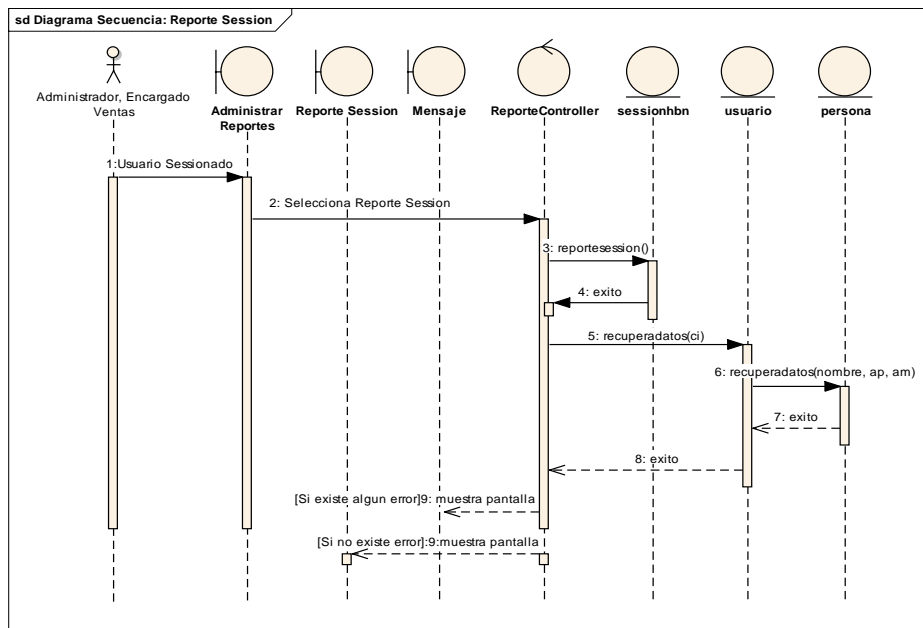 sd Diagrama Secuencia: Reporte Session
Administrador, Encargado
Ventas
Administrar
Reportes
Reporte Session
Mensaje
ReporteController
sessionhbn
usuario
persona
1:Usuario Sessionado
2: Selecciona Reporte Session
3: reportesession()
4: exito
5: recuperadatos(ci)
6: recuperadatos(nombre, ap, am)
7: exito
8: exito
[Si existe algun error]9: muestra pantalla
[Si no existe error]:9:muestra pantalla